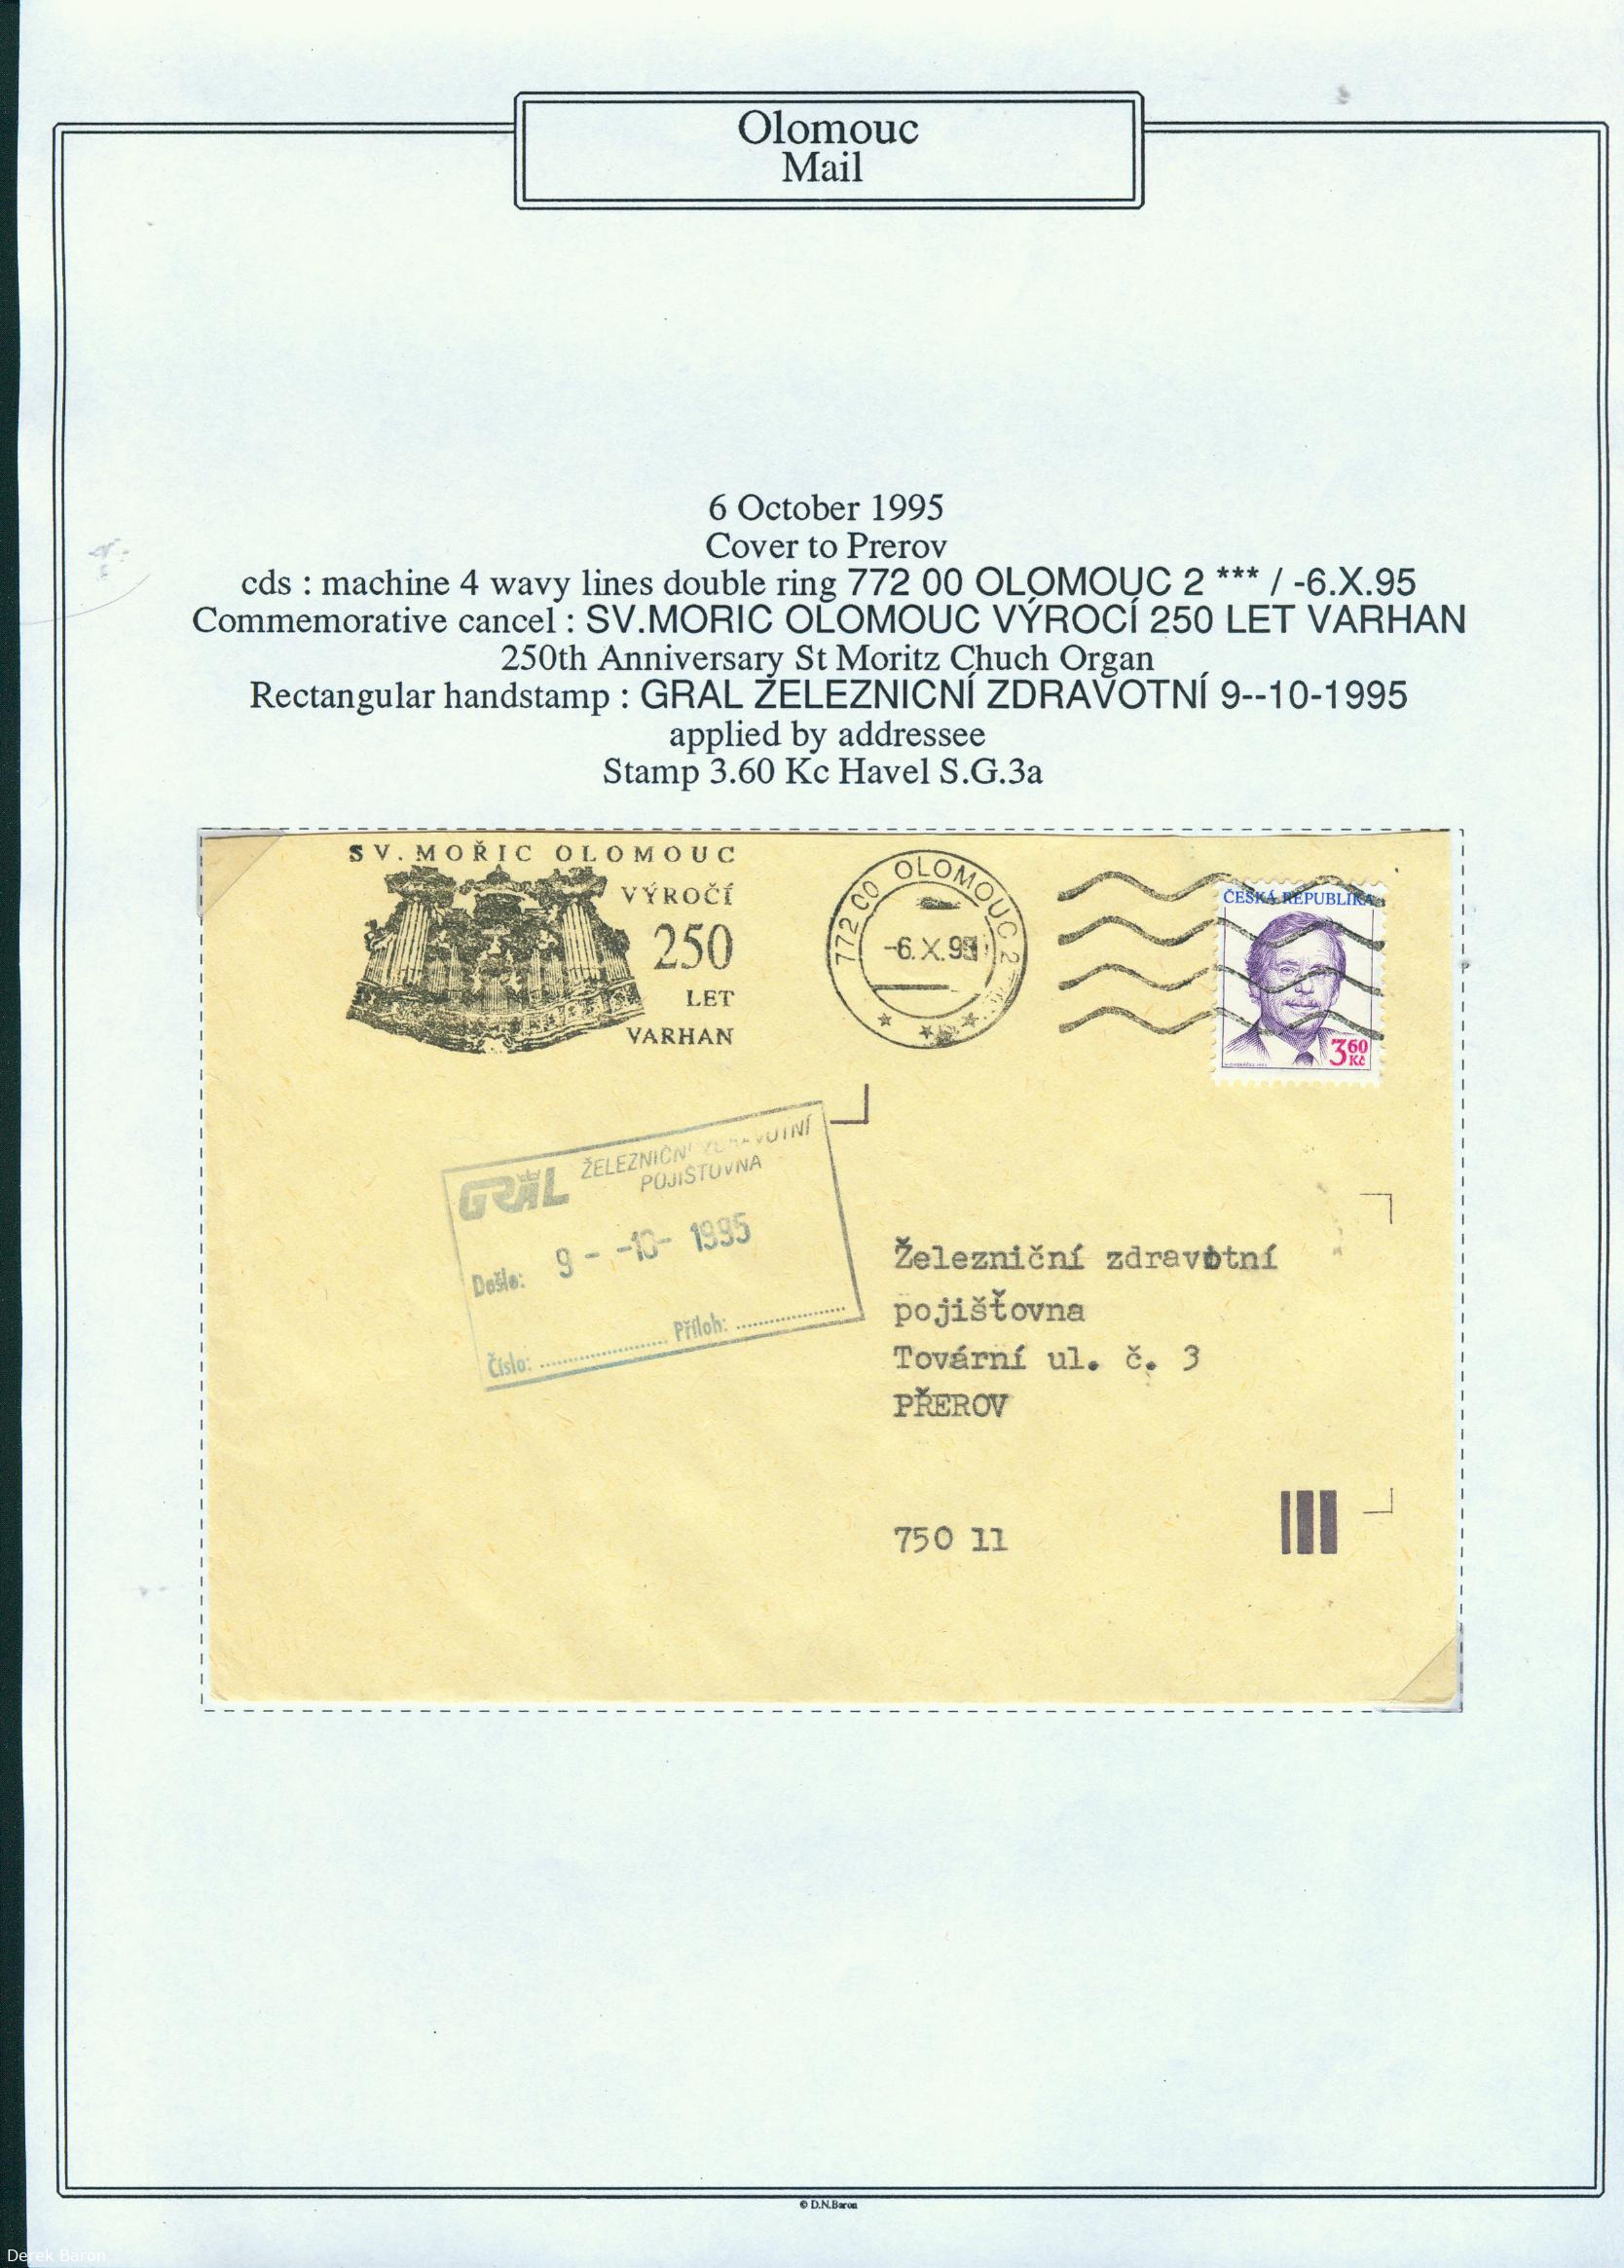 Olomouc
Mail
6 October 1995
Cover to Prerov
cds : machine 4 wavy lines double ring 772 00 OLOMOUC 2 *** / -6.X.95
Commemorative cancel : SV.MORIC OLOMOUC VÝROCÍ 250 LET VARHAN
250th Anniversary St Moritz Chuch Organ
Rectangular handstamp : GRAL ZELEZNICNÍ ZDRAVOTNÍ 9--10-1995
applied by addressee
Stamp 3.60 Kc Havel S.G.3a
SV. MOŘIC OLOMOUC
VÝROČÍ
250
LET
VARHAN
772 00 OLOMOUC 2
-6. X. 95
ČESKÁ REPUBLIKA
3 60
Kč
GRÁL ŽELEZNIČNÍ ZDRAVOTNÍ
POJIŠŤOVNA
Došlo: 9 - -10- 1995
Číslo: Příloh:
Železniční zdravotní
pojišťovna
Tovární ul. č. 3
PŘEROV
750 11
© D.N.Baron
Derek Baron